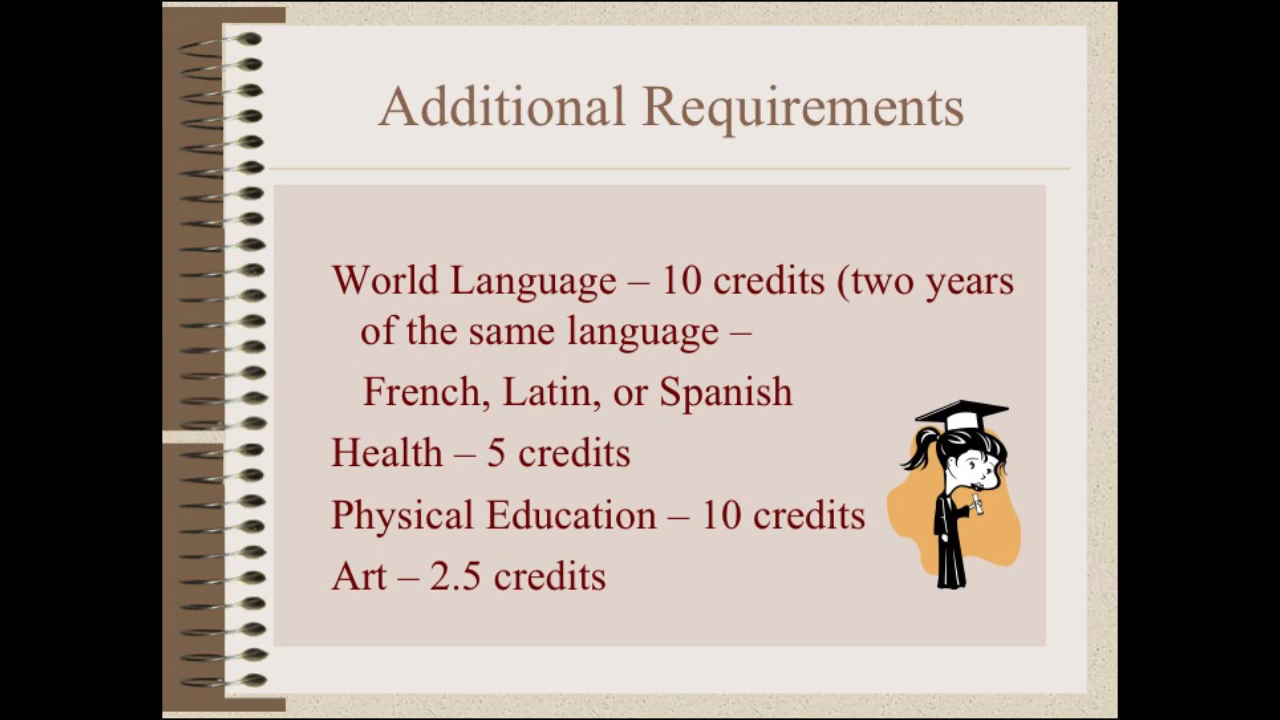 Additional Requirements
World Language – 10 credits (two years
of the same language –
French, Latin, or Spanish
Health – 5 credits
Physical Education – 10 credits
Art – 2.5 credits